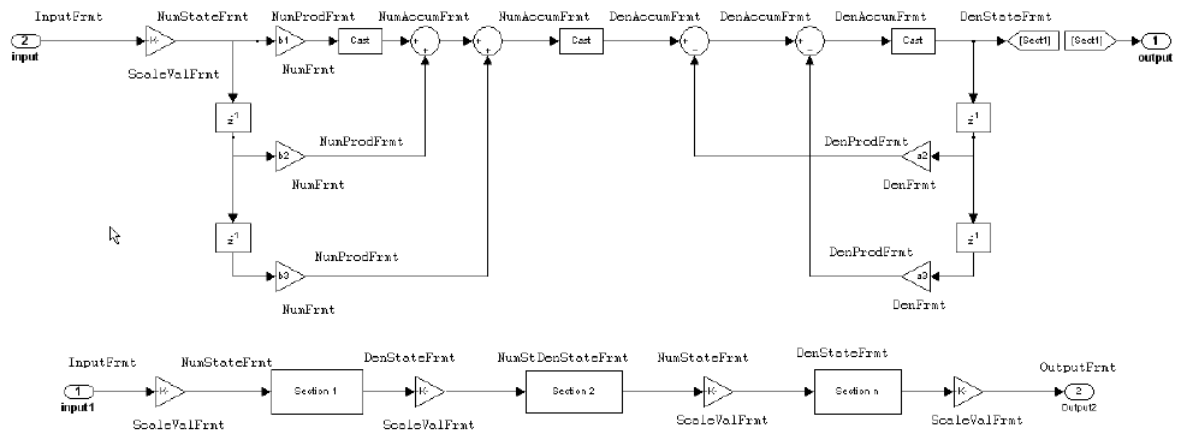 InputFrmt NumStateFrmt NumProdFrmt NumAccumFrmt NumAccumFrmt DenAccumFrmt DenAccumFrmt DenAccumFrmt DenStateFrmt
2 K b1 Cast + + + + Cast + − + − Cast [Sect1] [Sect1] 1
input output
ScaleValFrmt NumFrmt
z-1 z-1
NumProdFrmt DenProdFrmt
b2 a2
NumFrmt DenFrmt
z-1 z-1
NumProdFrmt DenProdFrmt
b3 a3
NumFrmt DenFrmt
InputFrmt NumStateFrmt DenStateFrmt NumStDenStateFrmt NumStateFrmt DenStateFrmt OutputFrmt
1 K Section 1 K Section 2 K Section n K 2
input1 Output2
ScaleValFrmt ScaleValFrmt ScaleValFrmt ScaleValFrmt